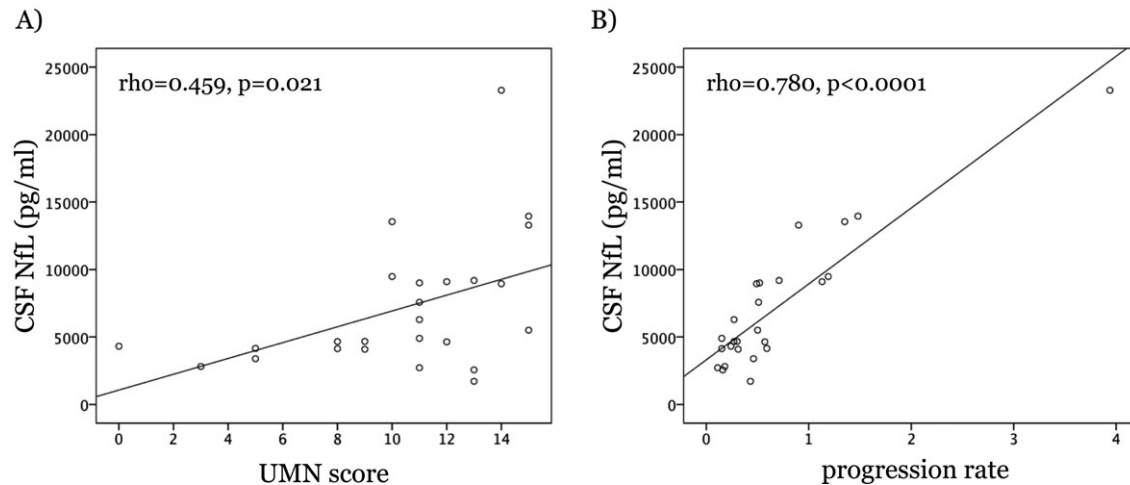 A)
rho=0.459, p=0.021
CSF NfL (pg/ml)
25000
20000
15000
10000
5000
0
0 2 4 6 8 10 12 14
UMN score
B)
rho=0.780, p<0.0001
CSF NfL (pg/ml)
25000
20000
15000
10000
5000
0
0 1 2 3 4
progression rate